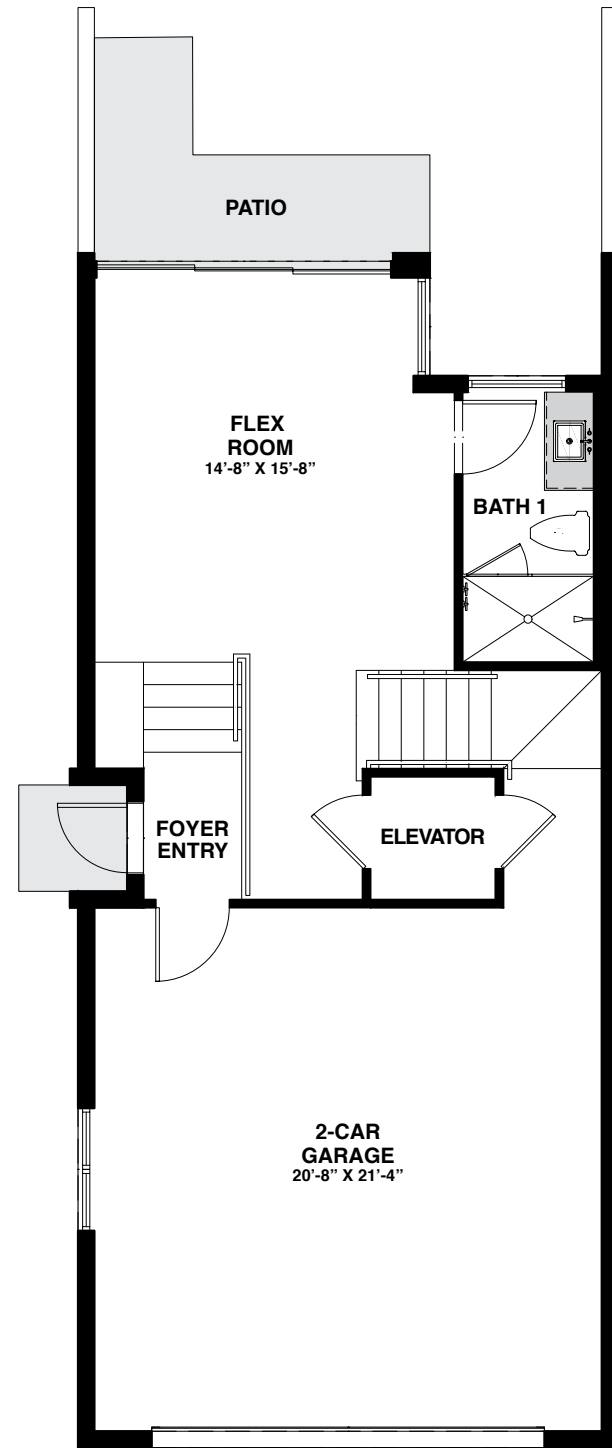 PATIO
FLEX
ROOM
14’-8” X 15’-8”
BATH 1
FOYER
ENTRY
ELEVATOR
2-CAR
GARAGE
20’-8” X 21’-4”